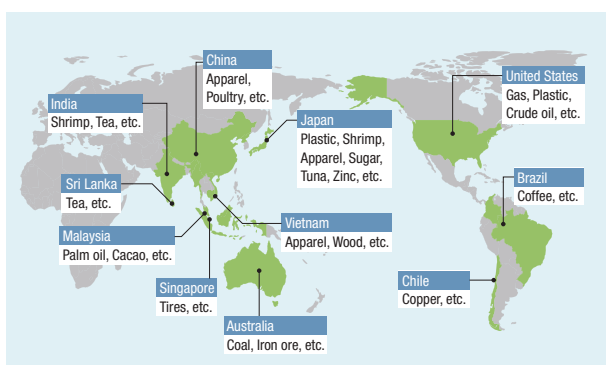 China
Apparel,
Poultry, etc.
India
Shrimp, Tea, etc.
Japan
Plastic, Shrimp,
Apparel, Sugar,
Tuna, Zinc, etc.
United States
Gas, Plastic,
Crude oil, etc.
Sri Lanka
Tea, etc.
Brazil
Coffee, etc.
Malaysia
Palm oil, Cacao, etc.
Vietnam
Apparel, Wood, etc.
Singapore
Tires, etc.
Chile
Copper, etc.
Australia
Coal, Iron ore, etc.